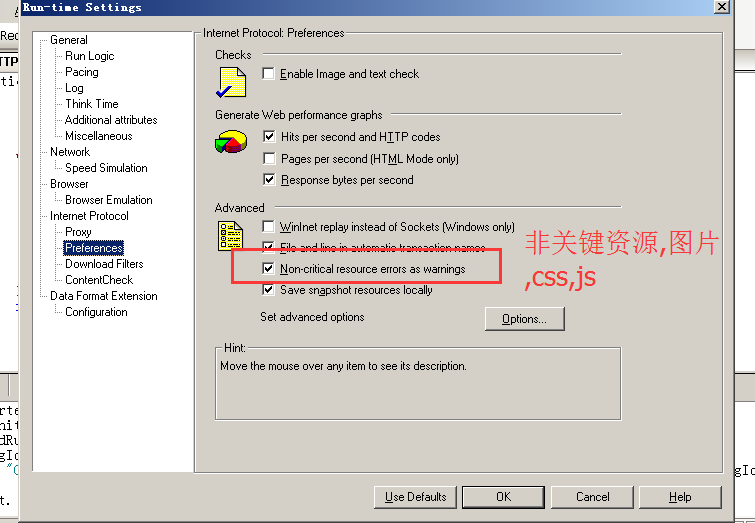 Run-time Settings
General
Run Logic
Pacing
Log
Think Time
Additional attributes
Miscellaneous
Network
Speed Simulation
Browser
Browser Emulation
Internet Protocol
Proxy
Preferences
Download Filters
ContentCheck
Data Format Extension
Configuration
Internet Protocol: Preferences
Checks
Enable Image and text check
Generate Web performance graphs
Hits per second and HTTP codes
Pages per second (HTML Mode only)
Response bytes per second
Advanced
WinInet replay instead of Sockets (Windows only)
File and line in automatic transaction names
Non-critical resource errors as warnings
Save snapshot resources locally
Set advanced options
Options...
非关键资源,图片
,css,js
Hint:
Move the mouse over any item to see its description.
Use Defaults
OK
Cancel
Help